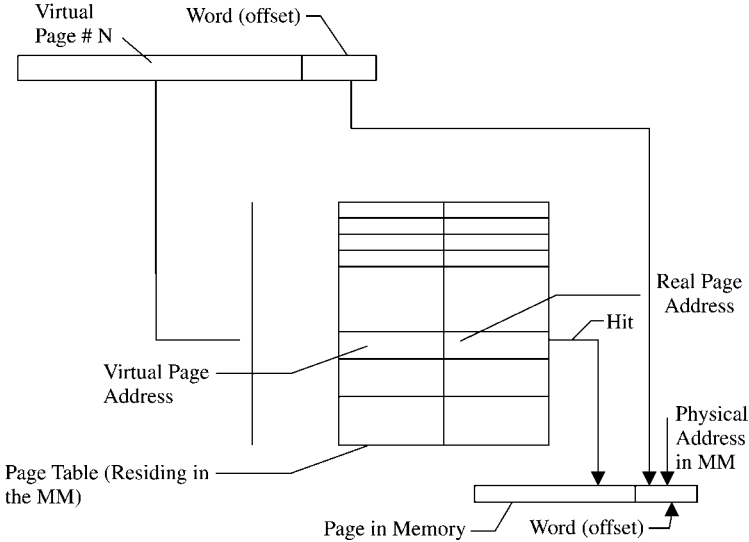 Virtual
Page # N
Word (offset)
Real Page
Address
Hit
Virtual Page
Address
Physical
Address
in MM
Page Table (Residing in
the MM)
Page in Memory
Word (offset)